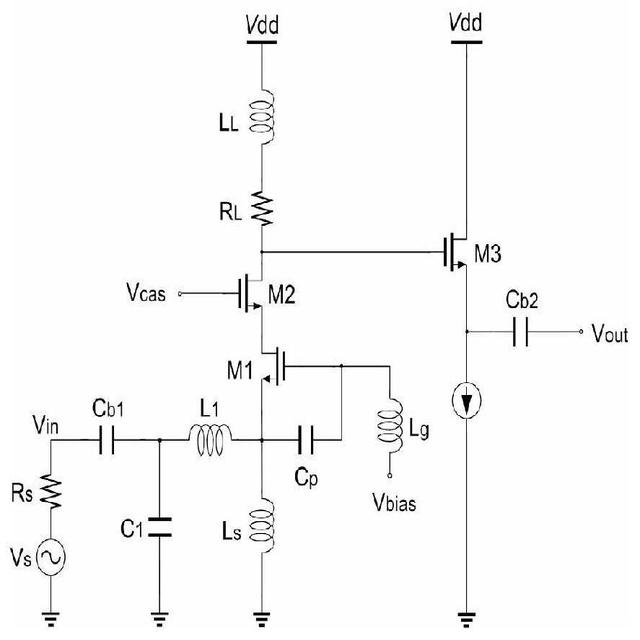 Vdd
Vdd
LL
RL
M3
Vcas
M2
Cb2
Vout
M1
Cb1
L1
Vin
Lg
Cp
Rs
Vbias
C1
Ls
Vs